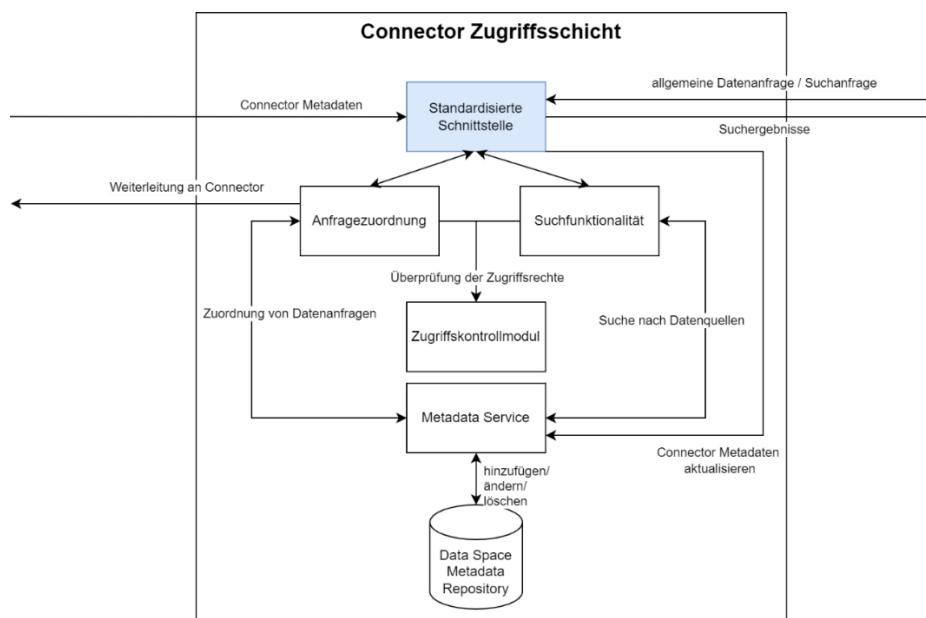 Connector Zugriffsschicht
allgemeine Datenanfrage / Suchanfrage
Connector Metadaten
Standardisierte
Schnittstelle
Suchergebnisse
Weiterleitung an Connector
Anfragezuordnung
Suchfunktionalität
Überprüfung der Zugriffsrechte
Zuordnung von Datenanfragen
Suche nach Datenquellen
Zugriffskontrollmodul
Metadata Service
Connector Metadaten
aktualisieren
hinzufügen/
ändern/
löschen
Data Space
Metadata
Repository